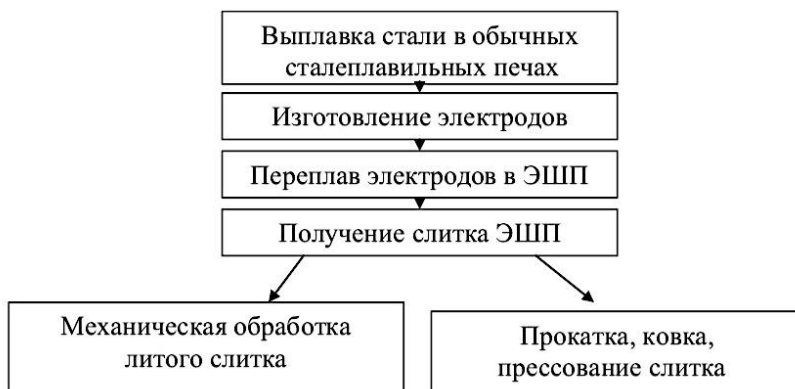 Выплавка стали в обычных
сталеплавильных печах
Изготовление электродов
Переплав электродов в ЭШП
Получение слитка ЭШП
Механическая обработка
литого слитка
Прокатка, ковка,
прессование слитка